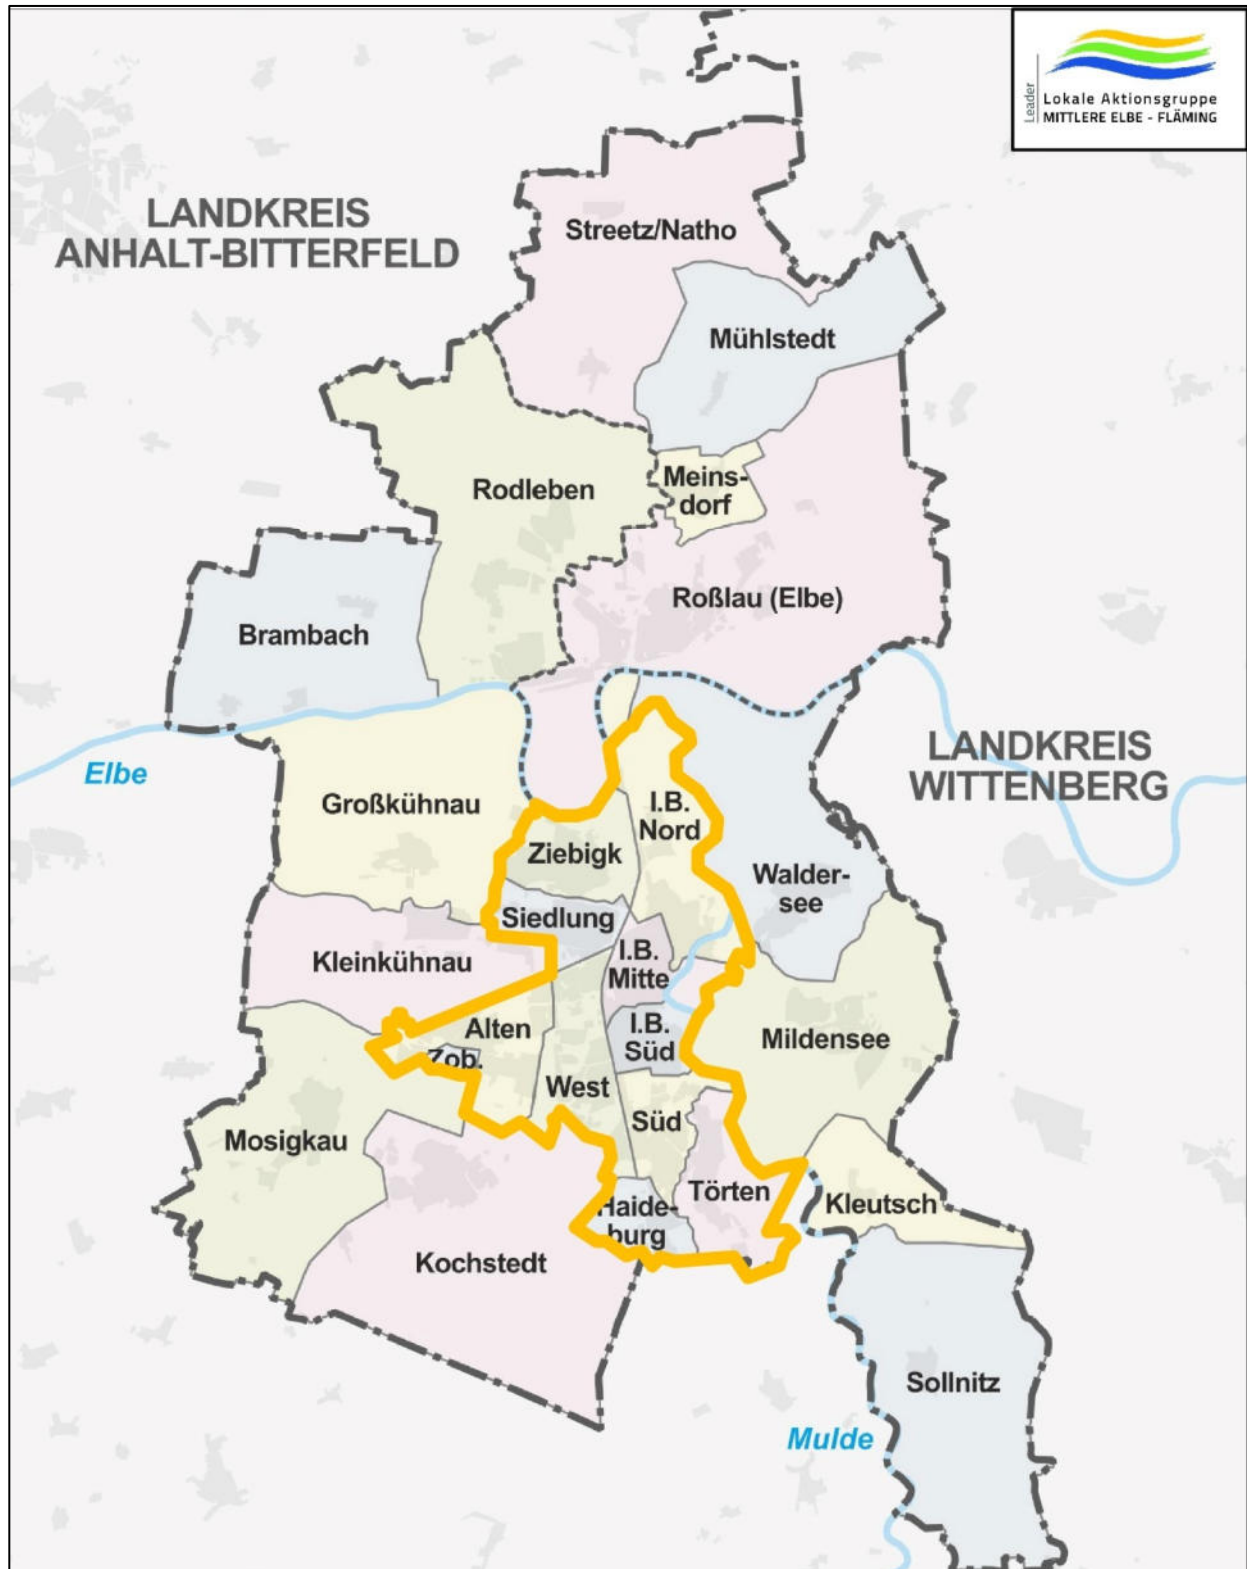 Leader
Lokale Aktionsgruppe
MITTLERE ELBE - FLÄMING
LANDKREIS
ANHALT-BITTERFELD
Streetz/Natho
Mühlstedt
Meins-
dorf
Rodleben
Roßlau (Elbe)
Brambach
Elbe
LANDKREIS
WITTENBERG
Großkühnau
I.B.
Nord
Ziebigk
Walder-
see
Siedlung
Kleinkühnau
I.B.
Mitte
Alten
I.B.
Süd
Mildensee
Zob.
West
Süd
Mosigkau
Törten
Kleutsch
Haide-
burg
Kochstedt
Sollnitz
Mulde